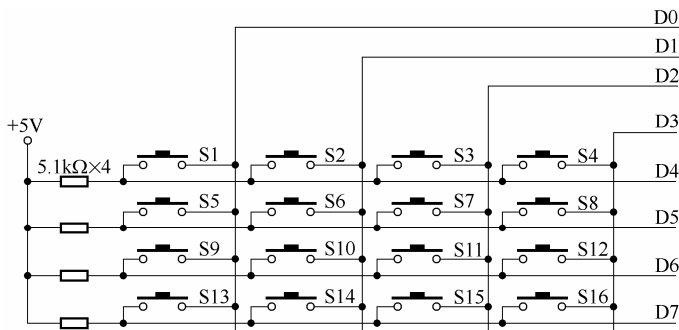 D0
D1
D2
D3
+5V
5.1kΩ×4
S1 S2 S3 S4
D4
S5 S6 S7 S8
D5
S9 S10 S11 S12
D6
S13 S14 S15 S16
D7